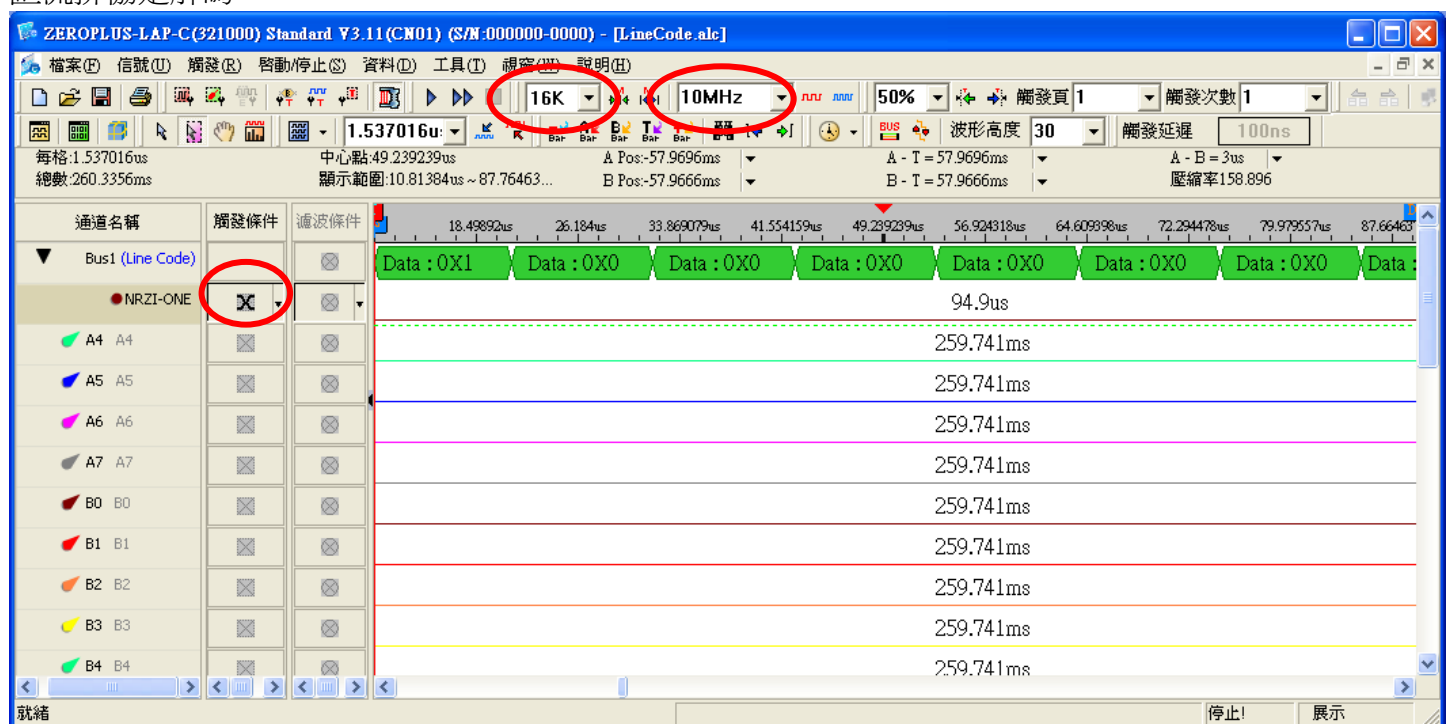 ZEROPLUS-LAP-C(321000) Standard V3.11(CN01) (S/N:000000-0000) - [LineCode.alc]
檔案(F) 信號(U) 觸發(R) 啓動/停止(S) 資料(D) 工具(T) 視窗(W) 說明(H)
16K 10MHz 50% 觸發頁 1 觸發次數 1
1.537016u: Bar Bar Bar Bar Bar BUS 波形高度 30 觸發延遲 100ns
每格:1.537016us 中心點:49.239239us A Pos:-57.9696ms A - T = 57.9696ms A - B = 3us
總數:260.3356ms 顯示範圍:10.81384us ~ 87.76463... B Pos:-57.9666ms B - T = 57.9666ms 壓縮率158.896
通道名稱 觸發條件 濾波條件 18.49892us 26.184us 33.869079us 41.554159us 49.239239us 56.924318us 64.609398us 72.294478us 79.979557us 87.66463
Bus1 (Line Code) Data : 0X1 Data : 0X0 Data : 0X0 Data : 0X0 Data : 0X0 Data : 0X0 Data : 0X0 Data :
NRZI-ONE 94.9us
A4 A4 259.741ms
A5 A5 259.741ms
A6 A6 259.741ms
A7 A7 259.741ms
B0 B0 259.741ms
B1 B1 259.741ms
B2 B2 259.741ms
B3 B3 259.741ms
B4 B4 259.741ms
就緒 停止! 展示